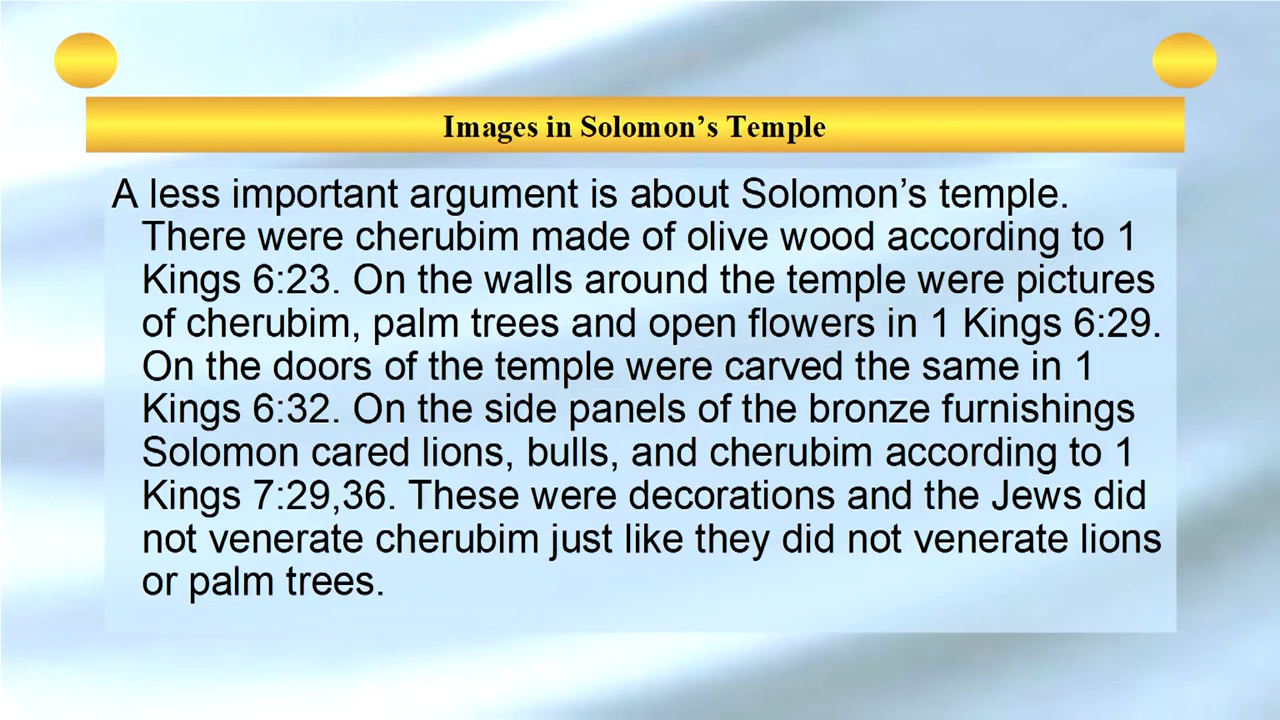 Images in Solomon’s Temple
A less important argument is about Solomon’s temple.
There were cherubim made of olive wood according to 1
Kings 6:23. On the walls around the temple were pictures
of cherubim, palm trees and open flowers in 1 Kings 6:29.
On the doors of the temple were carved the same in 1
Kings 6:32. On the side panels of the bronze furnishings
Solomon cared lions, bulls, and cherubim according to 1
Kings 7:29,36. These were decorations and the Jews did
not venerate cherubim just like they did not venerate lions
or palm trees.